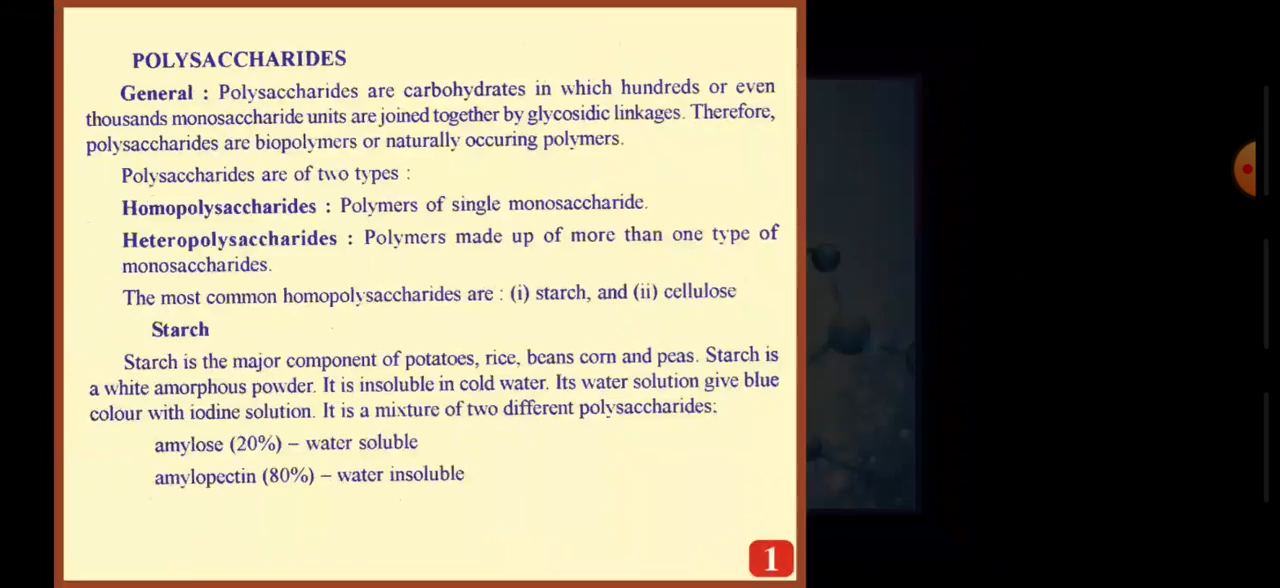 POLYSACCHARIDES
General : Polysaccharides are carbohydrates in which hundreds or even
thousands monosaccharide units are joined together by glycosidic linkages. Therefore,
polysaccharides are biopolymers or naturally occuring polymers.
Polysaccharides are of two types :
Homopolysaccharides : Polymers of single monosaccharide.
Heteropolysaccharides : Polymers made up of more than one type of
monosaccharides.
The most common homopolysaccharides are : (i) starch, and (ii) cellulose
Starch
Starch is the major component of potatoes, rice, beans corn and peas. Starch is
a white amorphous powder. It is insoluble in cold water. Its water solution give blue
colour with iodine solution. It is a mixture of two different polysaccharides:
amylose (20%) – water soluble
amylopectin (80%) – water insoluble
1